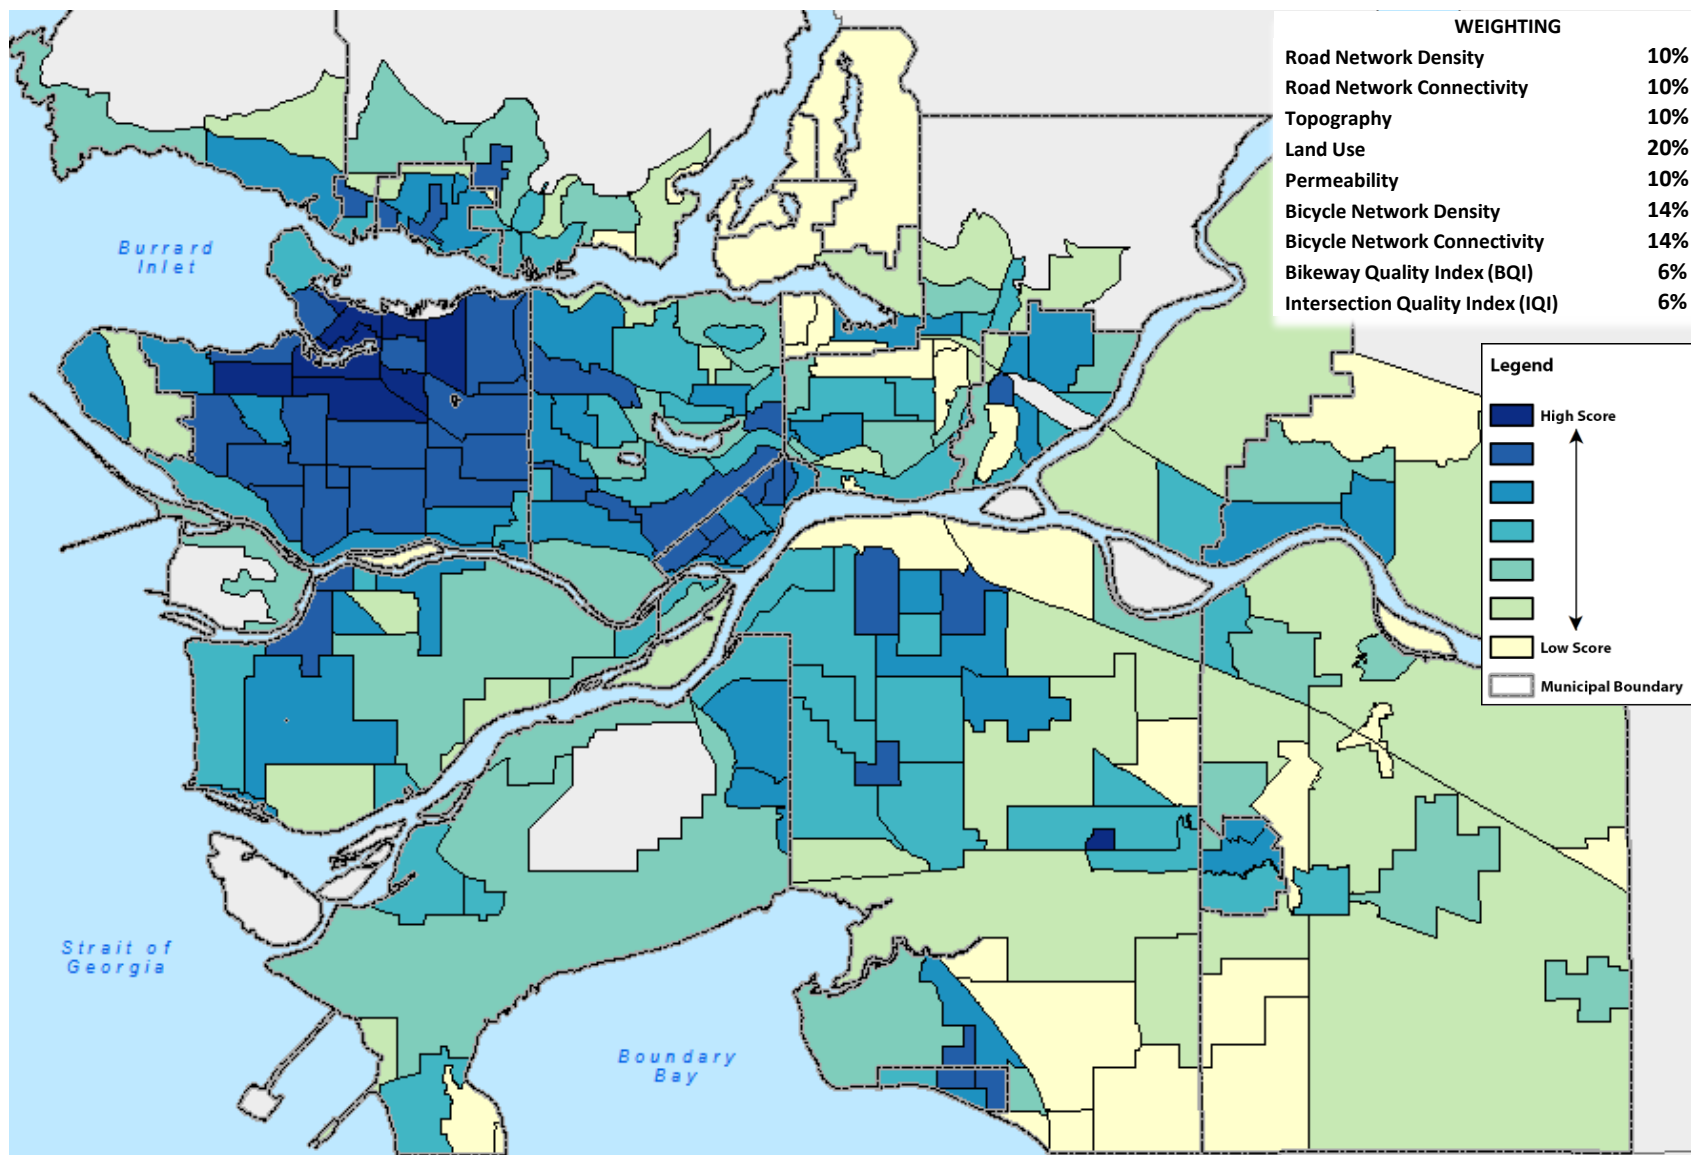 WEIGHTING
Road Network Density 10%
Road Network Connectivity 10%
Topography 10%
Land Use 20%
Permeability 10%
Bicycle Network Density 14%
Bicycle Network Connectivity 14%
Bikeway Quality Index (BQI) 6%
Intersection Quality Index (IQI) 6%
Burrard
Inlet
Legend
High Score
Low Score
Municipal Boundary
Strait of
Georgia
Boundary
Bay